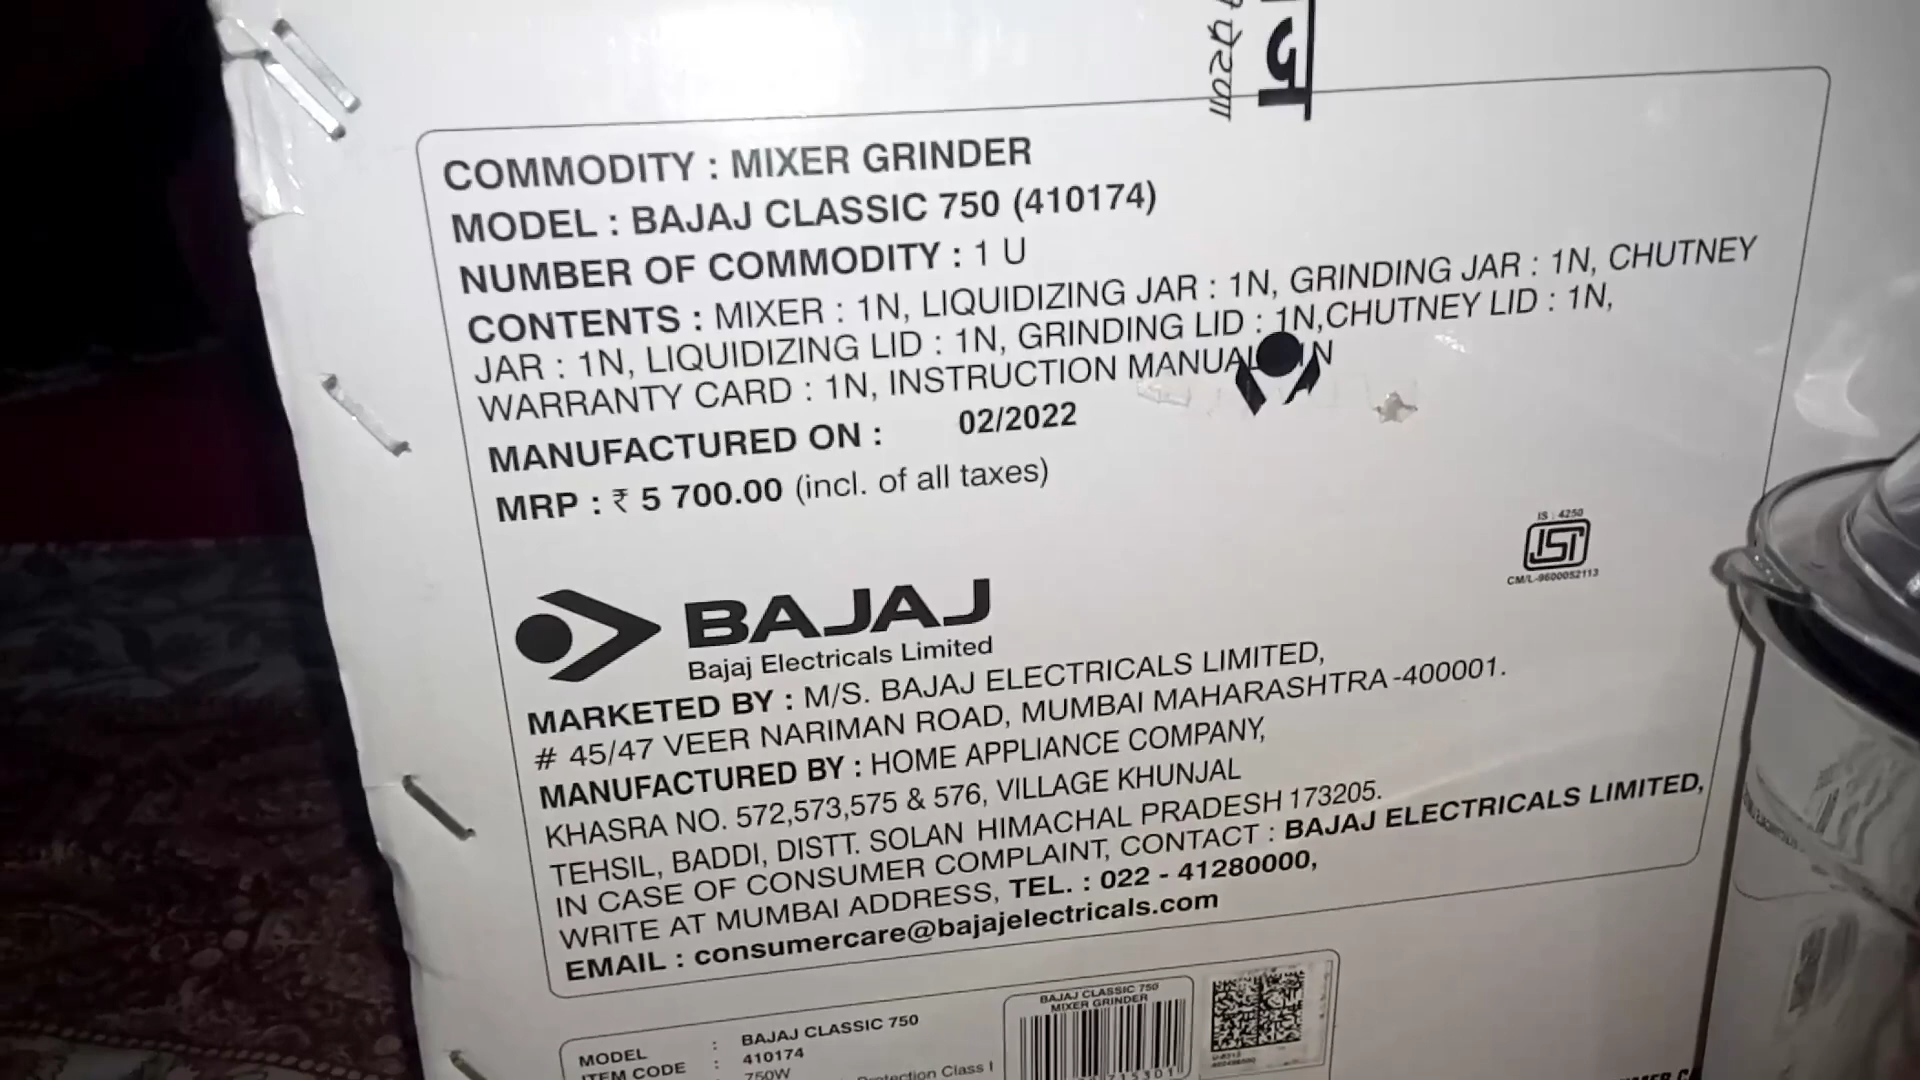 प्रेरणा
COMMODITY : MIXER GRINDER
MODEL : BAJAJ CLASSIC 750 (410174)
NUMBER OF COMMODITY : 1 U
CONTENTS : MIXER : 1N, LIQUIDIZING JAR : 1N, GRINDING JAR : 1N, CHUTNEY
JAR : 1N, LIQUIDIZING LID : 1N, GRINDING LID : 1N,CHUTNEY LID : 1N,
WARRANTY CARD : 1N, INSTRUCTION MANUAL 1N
MANUFACTURED ON : 02/2022
MRP : ₹ 5 700.00 (incl. of all taxes)
IS : 4250
ISI
CM/L-9600052113
BAJAJ
Bajaj Electricals Limited
MARKETED BY : M/S. BAJAJ ELECTRICALS LIMITED,
# 45/47 VEER NARIMAN ROAD, MUMBAI MAHARASHTRA -400001.
MANUFACTURED BY : HOME APPLIANCE COMPANY,
KHASRA NO. 572,573,575 & 576, VILLAGE KHUNJAL
TEHSIL, BADDI, DISTT. SOLAN HIMACHAL PRADESH 173205.
IN CASE OF CONSUMER COMPLAINT, CONTACT : BAJAJ ELECTRICALS LIMITED,
WRITE AT MUMBAI ADDRESS, TEL. : 022 - 41280000,
EMAIL : consumercare@bajajelectricals.com
MODEL : BAJAJ CLASSIC 750
ITEM CODE : 410174
750W
Protection Class I
BAJAJ CLASSIC 750
MIXER GRINDER